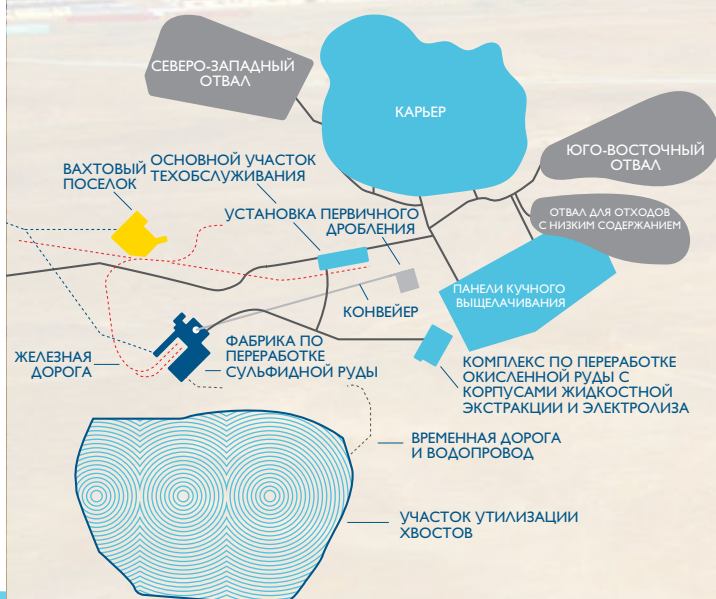 СЕВЕРО-ЗАПАДНЫЙ
ОТВАЛ
КАРЬЕР
ЮГО-ВОСТОЧНЫЙ
ОТВАЛ
ВАХТОВЫЙ
ПОСЕЛОК
ОСНОВНОЙ УЧАСТОК
ТЕХОБСЛУЖИВАНИЯ
УСТАНОВКА ПЕРВИЧНОГО
ДРОБЛЕНИЯ
ОТВАЛ ДЛЯ ОТХОДОВ
С НИЗКИМ СОДЕРЖАНИЕМ
ПАНЕЛИ КУЧНОГО
ВЫЩЕЛАЧИВАНИЯ
КОНВЕЙЕР
ЖЕЛЕЗНАЯ
ДОРОГА
ФАБРИКА ПО
ПЕРЕРАБОТКЕ
СУЛЬФИДНОЙ РУДЫ
КОМПЛЕКС ПО ПЕРЕРАБОТКЕ
ОКИСЛЕННОЙ РУДЫ С
КОРПУСАМИ ЖИДКОСТНОЙ
ЭКСТРАКЦИИ И ЭЛЕКТРОЛИЗА
ВРЕМЕННАЯ ДОРОГА
И ВОДОПРОВОД
УЧАСТОК УТИЛИЗАЦИИ
ХВОСТОВ